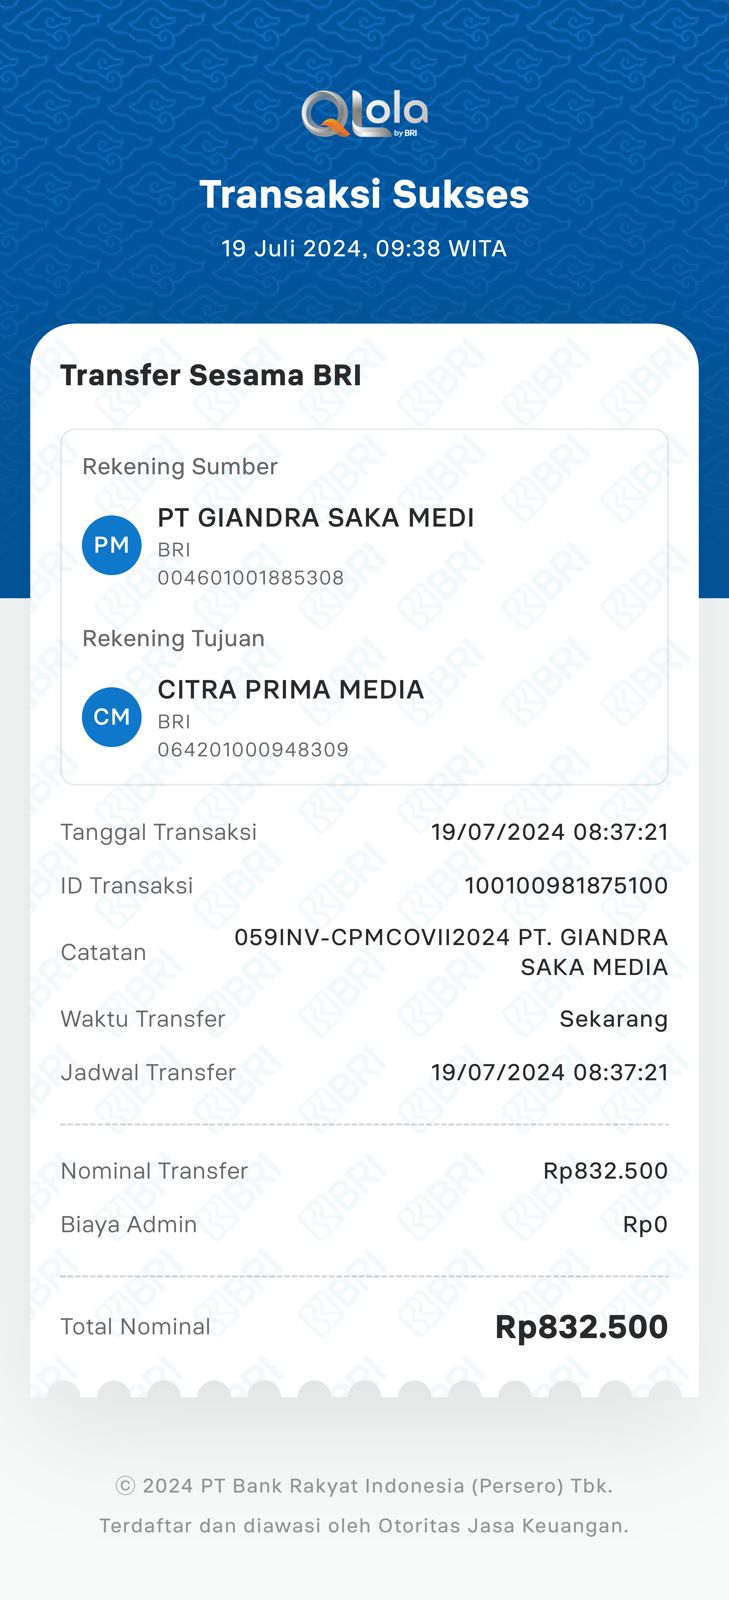 QLola
by BRI
Transaksi Sukses
19 Juli 2024, 09:38 WITA
Transfer Sesama BRI
Rekening Sumber
PM
PT GIANDRA SAKA MEDI
BRI
004601001885308
Rekening Tujuan
CM
CITRA PRIMA MEDIA
BRI
064201000948309
Tanggal Transaksi 19/07/2024 08:37:21
ID Transaksi 100100981875100
Catatan 059INV-CPMCOVII2024 PT. GIANDRA
SAKA MEDIA
Waktu Transfer Sekarang
Jadwal Transfer 19/07/2024 08:37:21
Nominal Transfer Rp832.500
Biaya Admin Rp0
Total Nominal Rp832.500
© 2024 PT Bank Rakyat Indonesia (Persero) Tbk.
Terdaftar dan diawasi oleh Otoritas Jasa Keuangan.